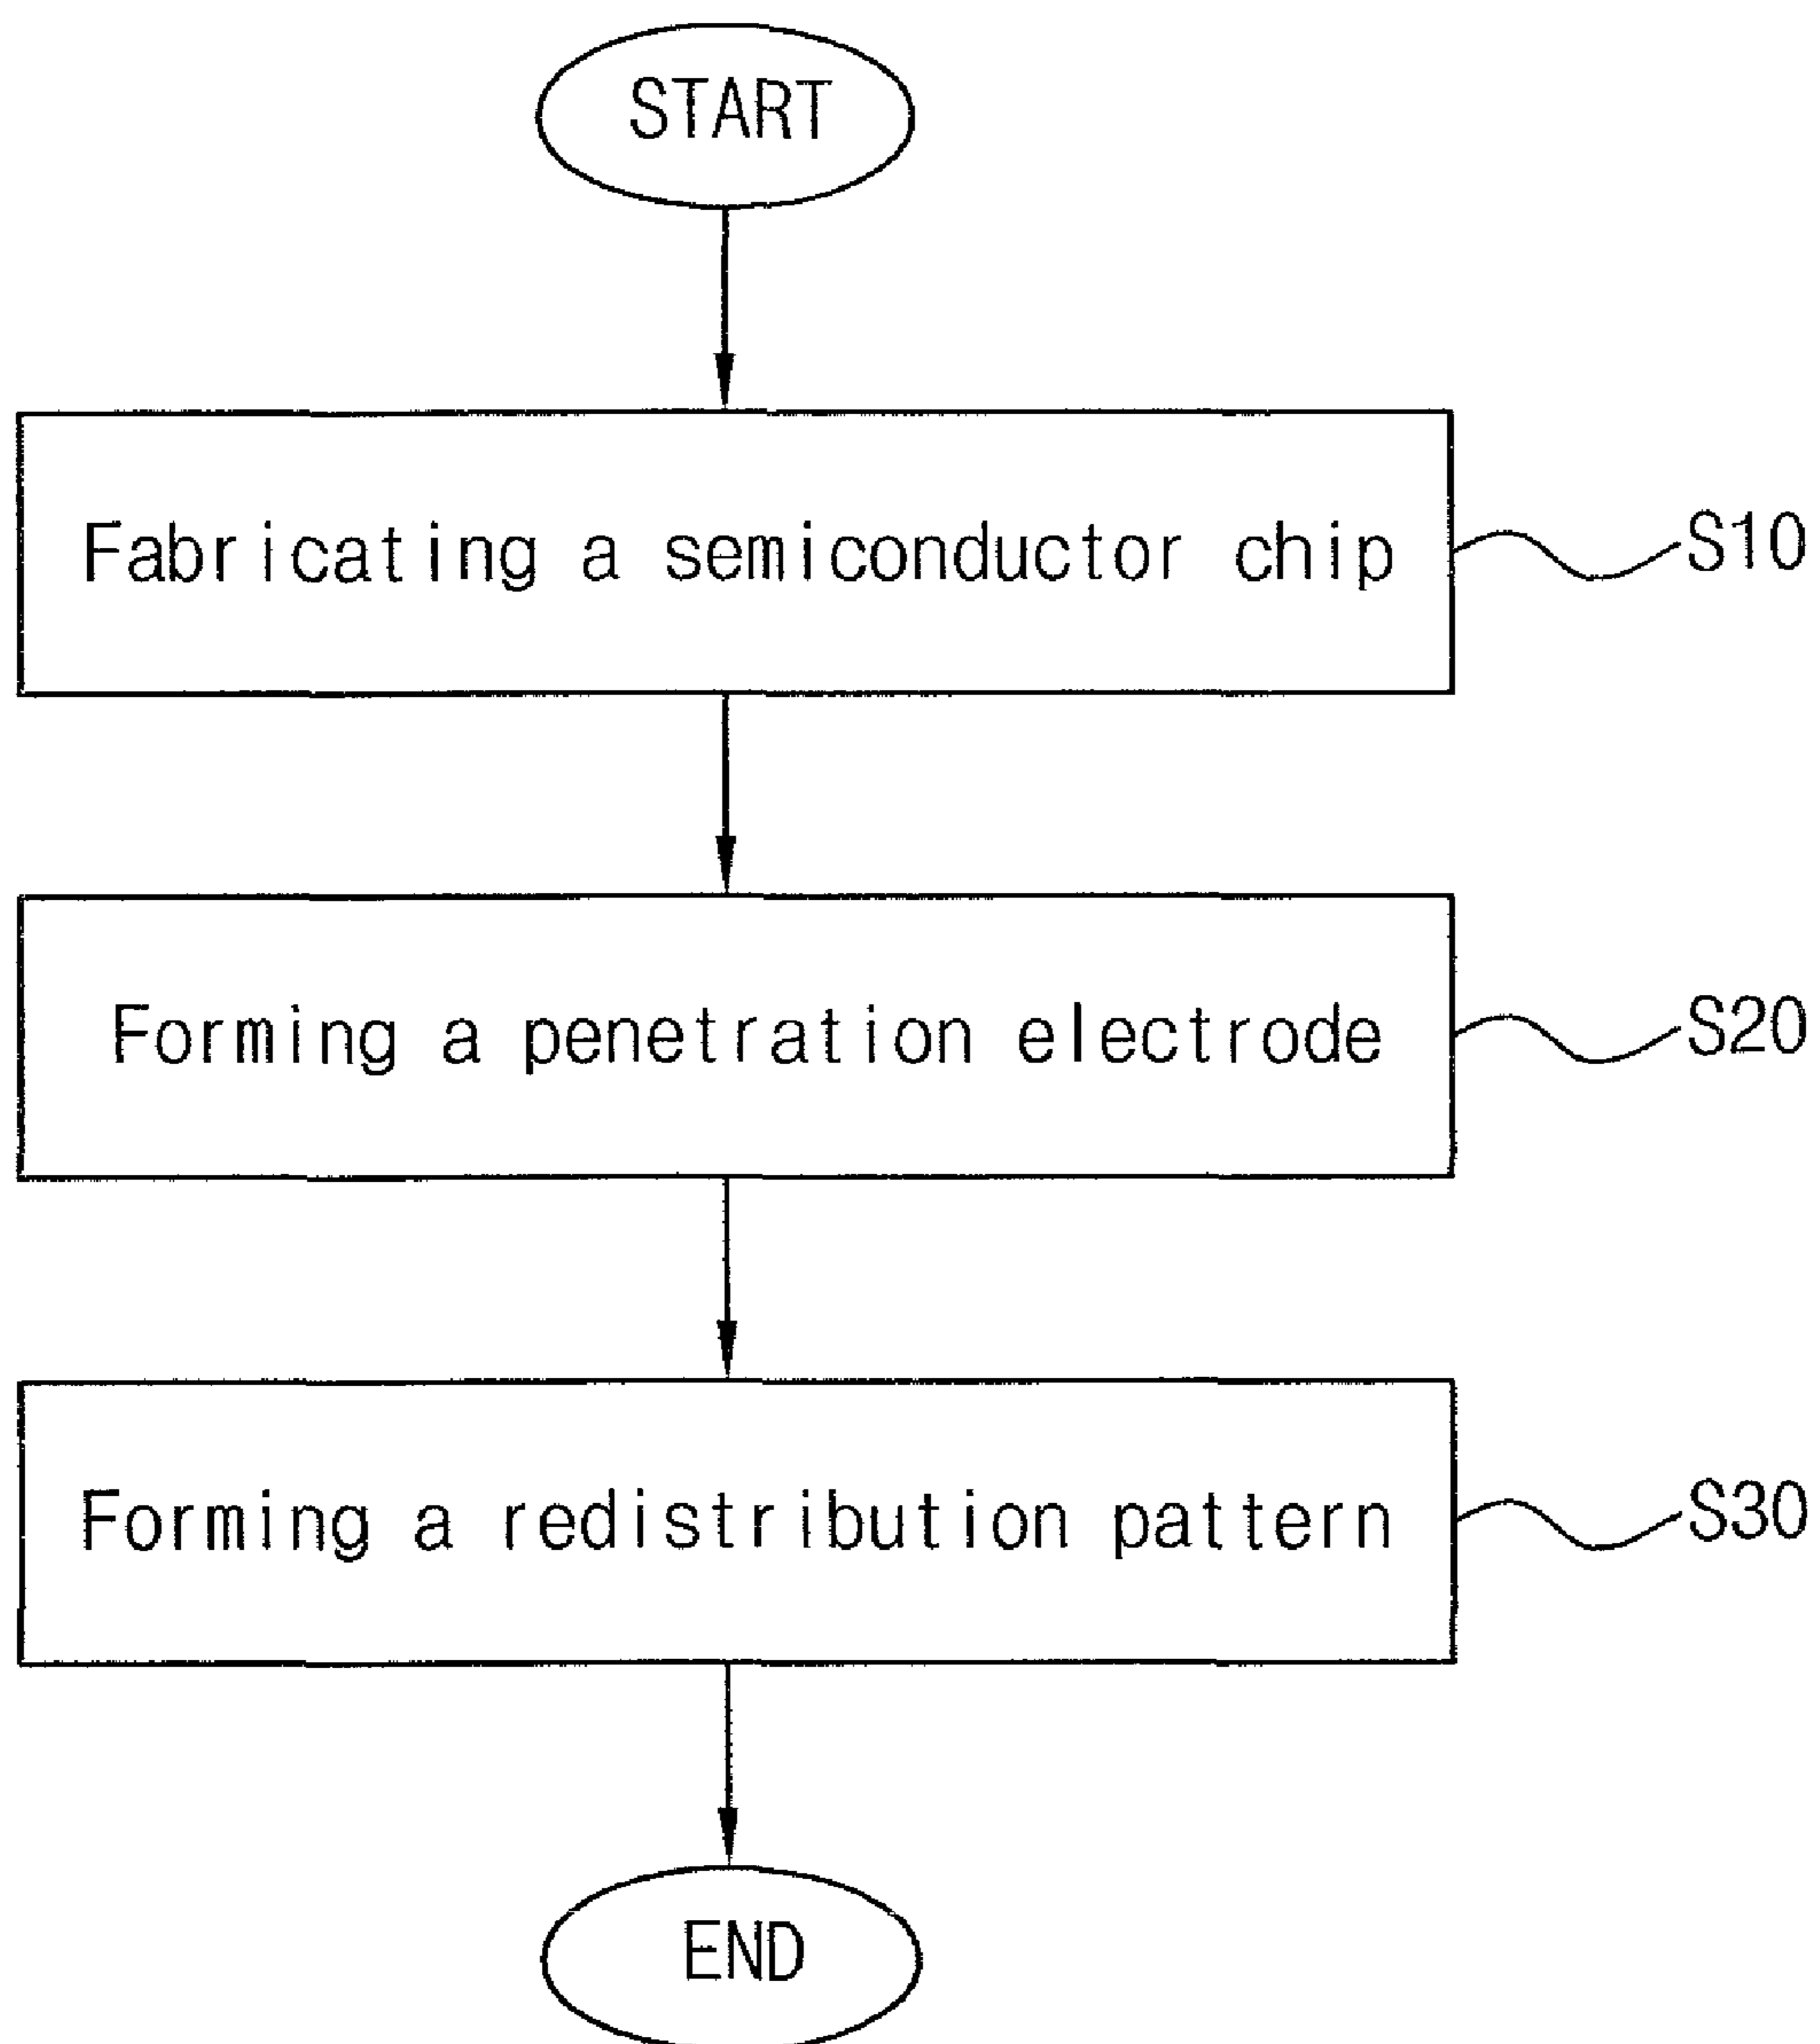 START
Fabricating a semiconductor chip
S10
Forming a penetration electrode
S20
Forming a redistribution pattern
S30
END